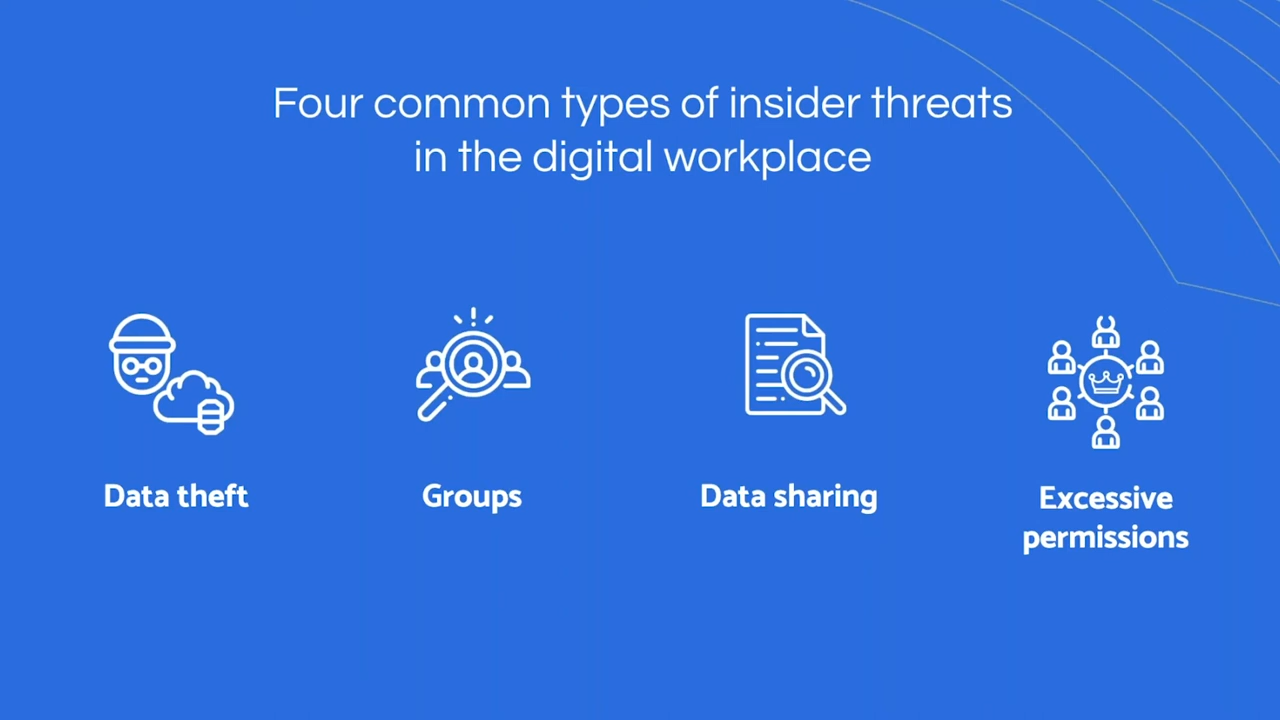 Four common types of insider threats
in the digital workplace
Data theft
Groups
Data sharing
Excessive
permissions